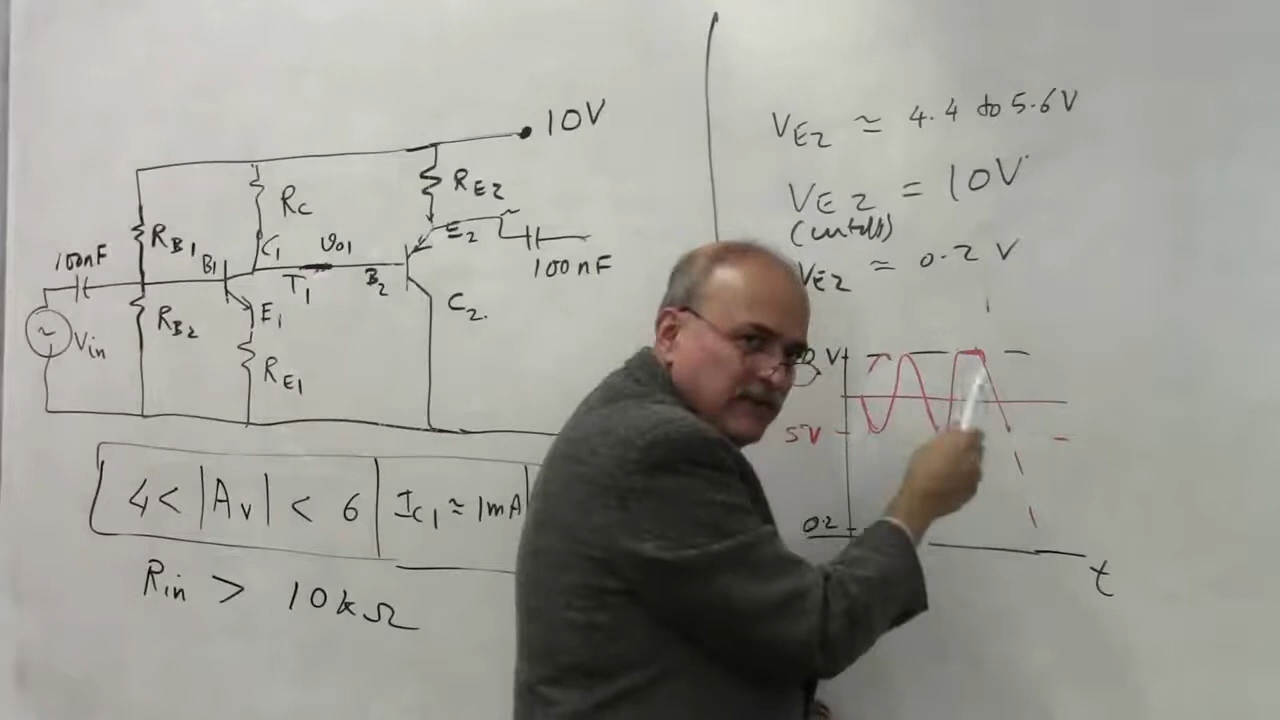 10V
RC
RE2
RB1
B1
C1
vo1
E2
100nF
100nF
T1
B2
Vin
RB2
E1
C2.
RE1
4 < |Av| < 6
IC1 ≈ 1mA
Rin > 10kΩ
VE2 ≈ 4.4 to 5.6V
VE2 = 10V
(cutoff)
VE2 ≈ 0.2 V
V
5V
0.2
t